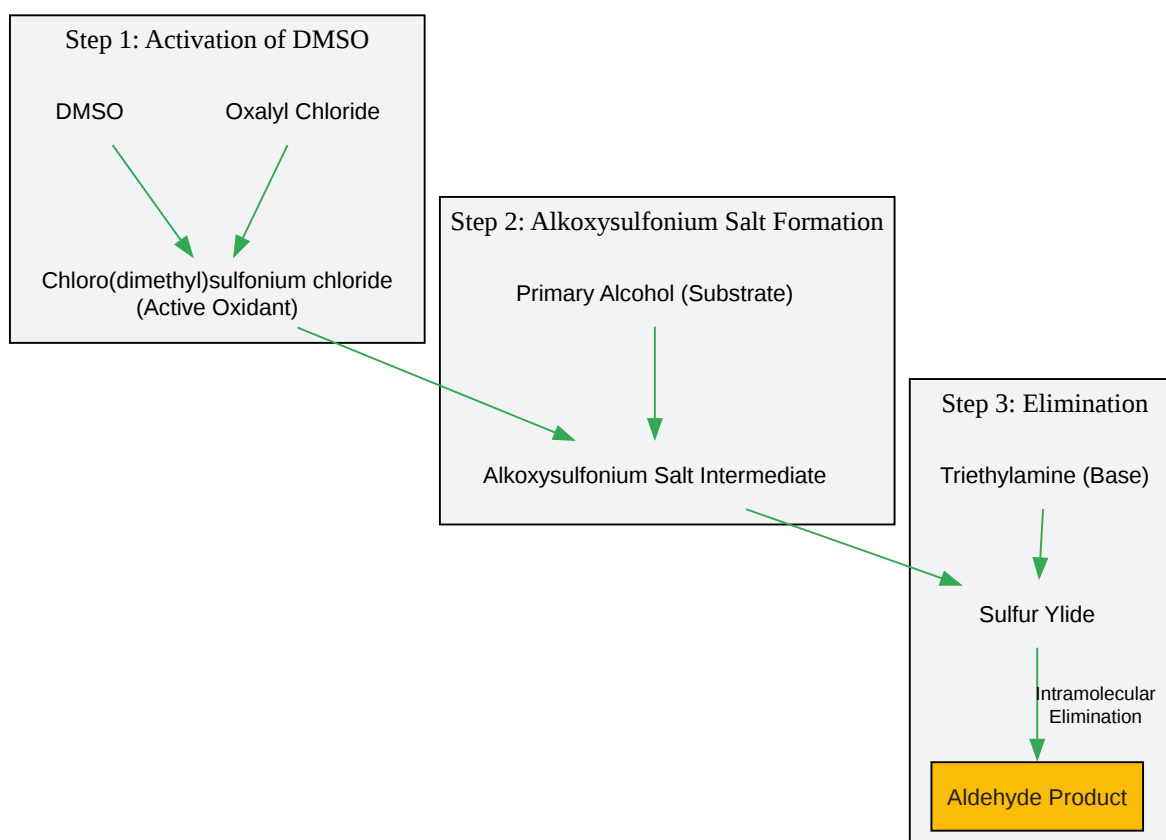 Step 1: Activation of DMSO
DMSO
Oxalyl Chloride
Chloro(dimethyl)sulfonium chloride
(Active Oxidant)
Step 2: Alkoxysulfonium Salt Formation
Primary Alcohol (Substrate)
Alkoxysulfonium Salt Intermediate
Step 3: Elimination
Triethylamine (Base)
Sulfur Ylide
Intramolecular
Elimination
Aldehyde Product